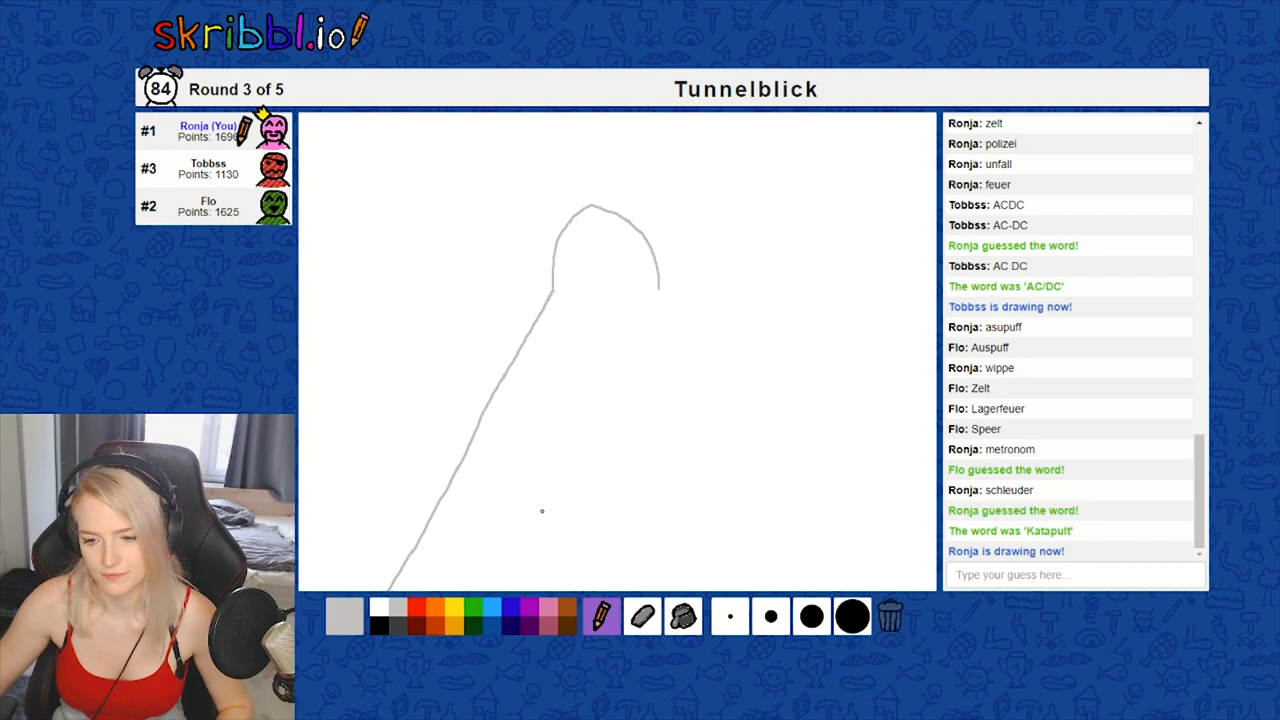 skribbl.io
84
Round 3 of 5
Tunnelblick
#1
Ronja (You)
Points: 1690
#3
Tobbss
Points: 1130
#2
Flo
Points: 1625
Ronja: zelt
Ronja: polizei
Ronja: unfall
Ronja: feuer
Tobbss: ACDC
Tobbss: AC-DC
Ronja guessed the word!
Tobbss: AC DC
The word was 'AC/DC'
Tobbss is drawing now!
Ronja: asupuff
Flo: Auspuff
Ronja: wippe
Flo: Zelt
Flo: Lagerfeuer
Flo: Speer
Ronja: metronom
Flo guessed the word!
Ronja: schleuder
Ronja guessed the word!
The word was 'Katapult'
Ronja is drawing now!
Type your guess here...